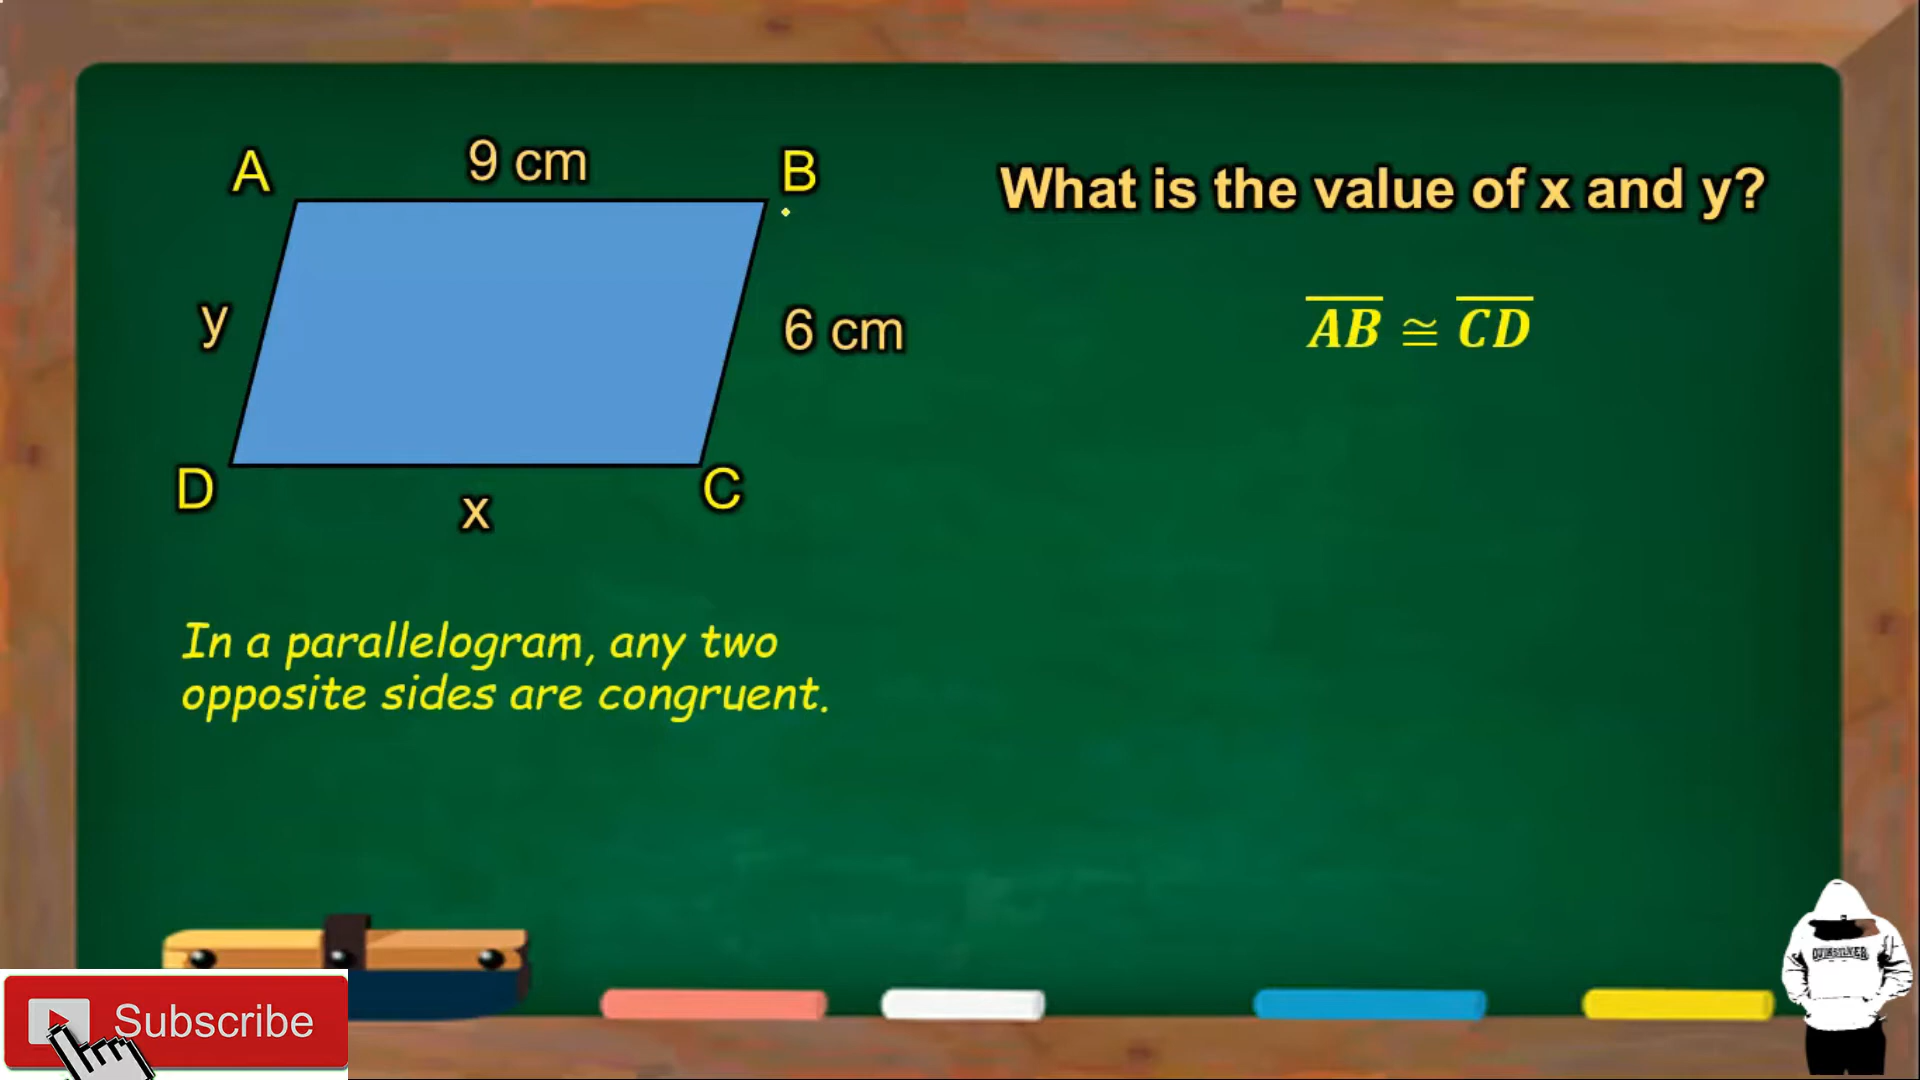 A
9 cm
B
What is the value of x and y?
y
6 cm
AB ≅ CD
D
x
C
In a parallelogram, any two
opposite sides are congruent.
QUIKSILVER
Subscribe